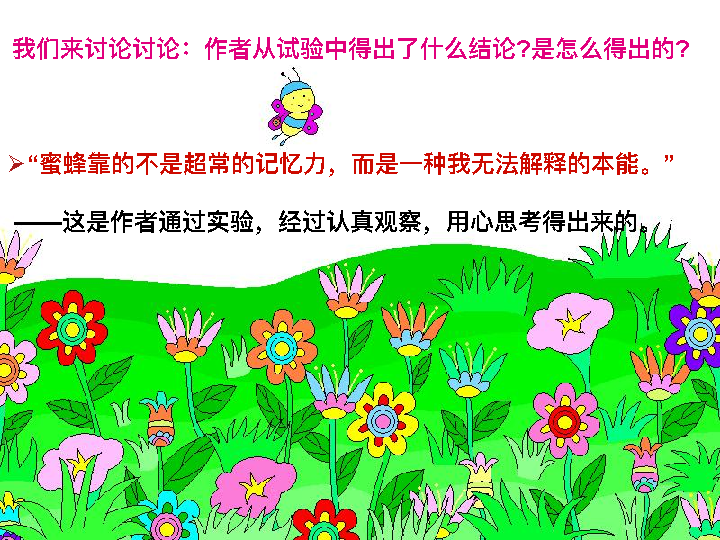 我们来讨论讨论：作者从试验中得出了什么结论?是怎么得出的?
“蜜蜂靠的不是超常的记忆力，而是一种我无法解释的本能。”
——这是作者通过实验，经过认真观察，用心思考得出来的。